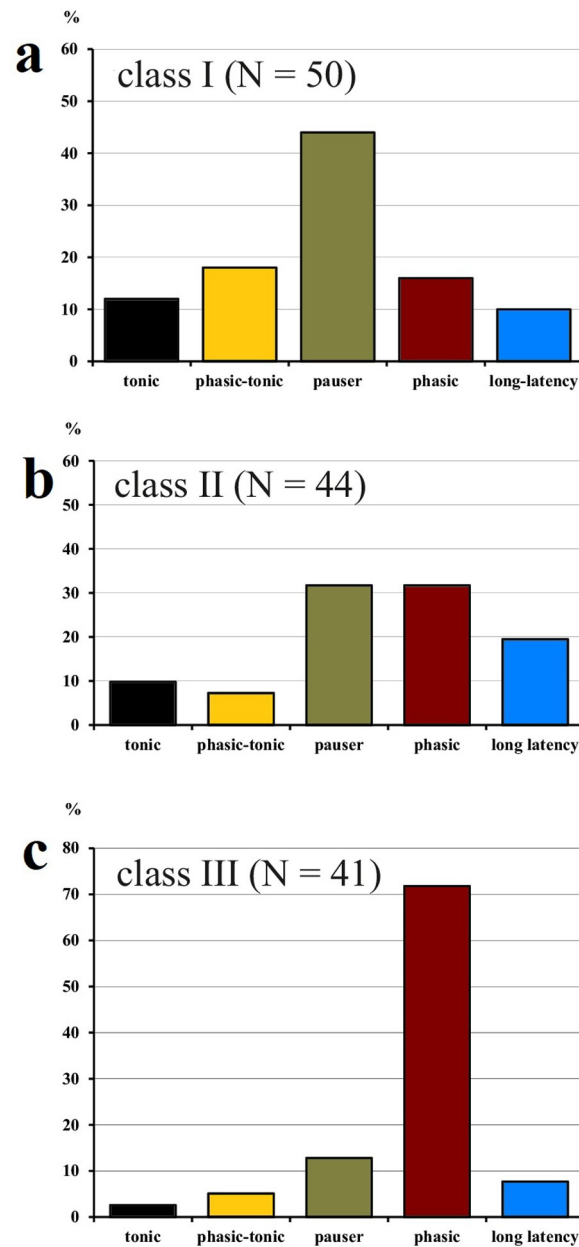 %
a
class I (N = 50)
60
50
40
30
20
10
0
tonic phasic-tonic pauser phasic long-latency
%
b
class II (N = 44)
60
50
40
30
20
10
0
tonic phasic-tonic pauser phasic long latency
%
c
class III (N = 41)
80
70
60
50
40
30
20
10
0
tonic phasic-tonic pauser phasic long latency